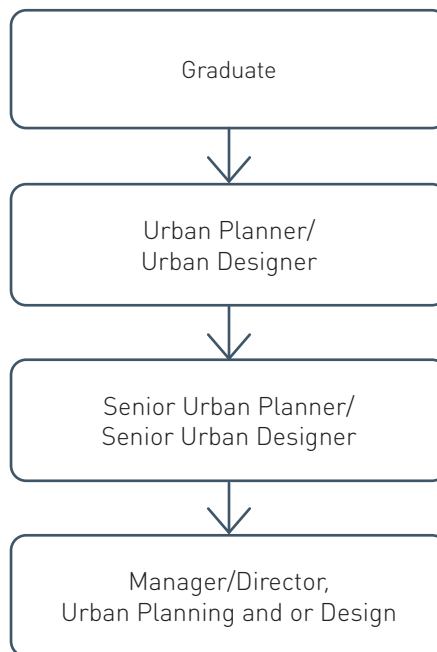 Graduate
Urban Planner/
Urban Designer
Senior Urban Planner/
Senior Urban Designer
Manager/Director,
Urban Planning and or Design